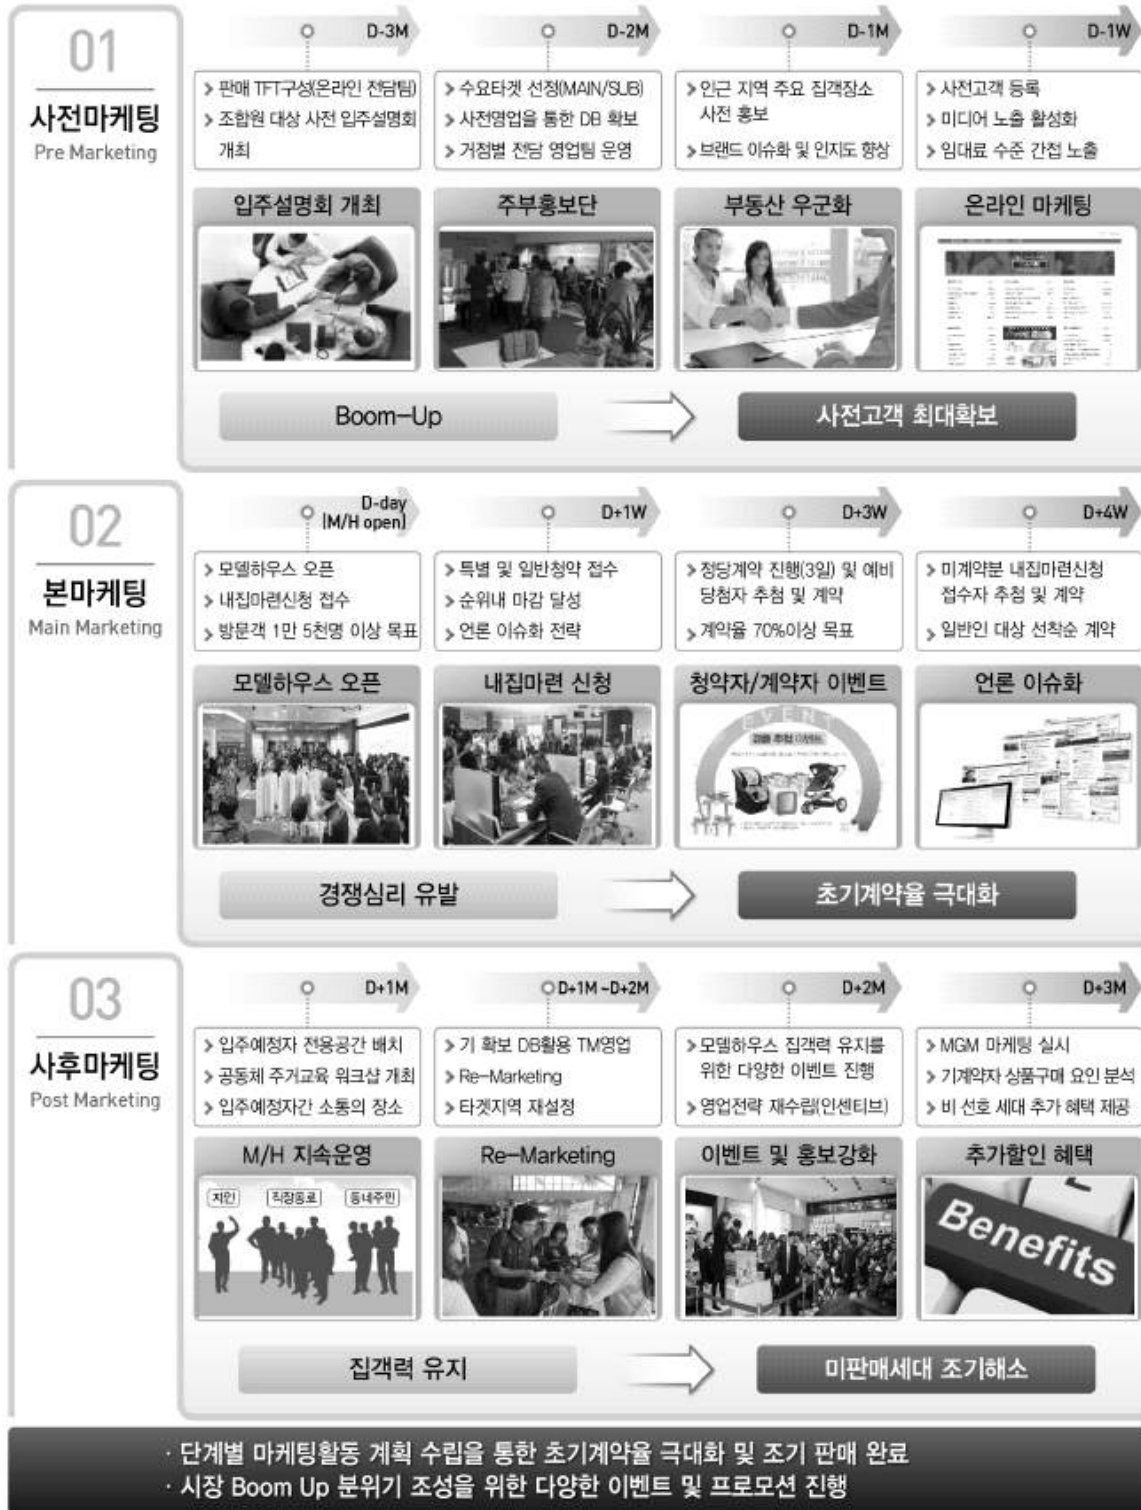 01
사전마케팅
Pre Marketing
D-3M
D-2M
D-1M
D-1W
> 판매 TFT구성(온라인 전담팀)
> 조합원 대상 사전 입주설명회
개최
> 수요타겟 선정(MAIN/SUB)
> 사전영업을 통한 DB 확보
> 거점별 전담 영업팀 운영
> 인근 지역 주요 집객장소
사전 홍보
> 브랜드 이슈화 및 인지도 향상
> 사전고객 등록
> 미디어 노출 활성화
> 임대료 수준 간접 노출
입주설명회 개최
주부홍보단
부동산 우군화
온라인 마케팅
Boom-Up
사전고객 최대확보
02
본마케팅
Main Marketing
D-day
(M/H open)
D+1W
D+3W
D+4W
> 모델하우스 오픈
> 내집마련신청 접수
> 방문객 1만 5천명 이상 목표
> 특별 및 일반청약 접수
> 순위내 마감 달성
> 언론 이슈화 전략
> 정당계약 진행(3일) 및 예비
당첨자 추첨 및 계약
> 계약율 70%이상 목표
> 미계약분 내집마련신청
접수자 추첨 및 계약
> 일반인 대상 선착순 계약
모델하우스 오픈
내집마련 신청
청약자/계약자 이벤트
언론 이슈화
EVENT
경품 추첨 이벤트
경쟁심리 유발
초기계약율 극대화
03
사후마케팅
Post Marketing
D+1M
D+1M ~D+2M
D+2M
D+3M
> 입주예정자 전용공간 배치
> 공동체 주거교육 워크샵 개최
> 입주예정자간 소통의 장소
> 기 확보 DB활용 TM영업
> Re-Marketing
> 타겟지역 재설정
> 모델하우스 집객력 유지를
위한 다양한 이벤트 진행
> 영업전략 재수립(인센티브)
> MGM 마케팅 실시
> 기계약자 상품구매 요인 분석
> 비 선호 세대 추가 혜택 제공
M/H 지속운영
Re-Marketing
이벤트 및 홍보강화
추가할인 혜택
지인
직장동료
동네주민
Benefits
집객력 유지
미판매세대 조기해소
· 단계별 마케팅활동 계획 수립을 통한 초기계약율 극대화 및 조기 판매 완료
· 시장 Boom Up 분위기 조성을 위한 다양한 이벤트 및 프로모션 진행